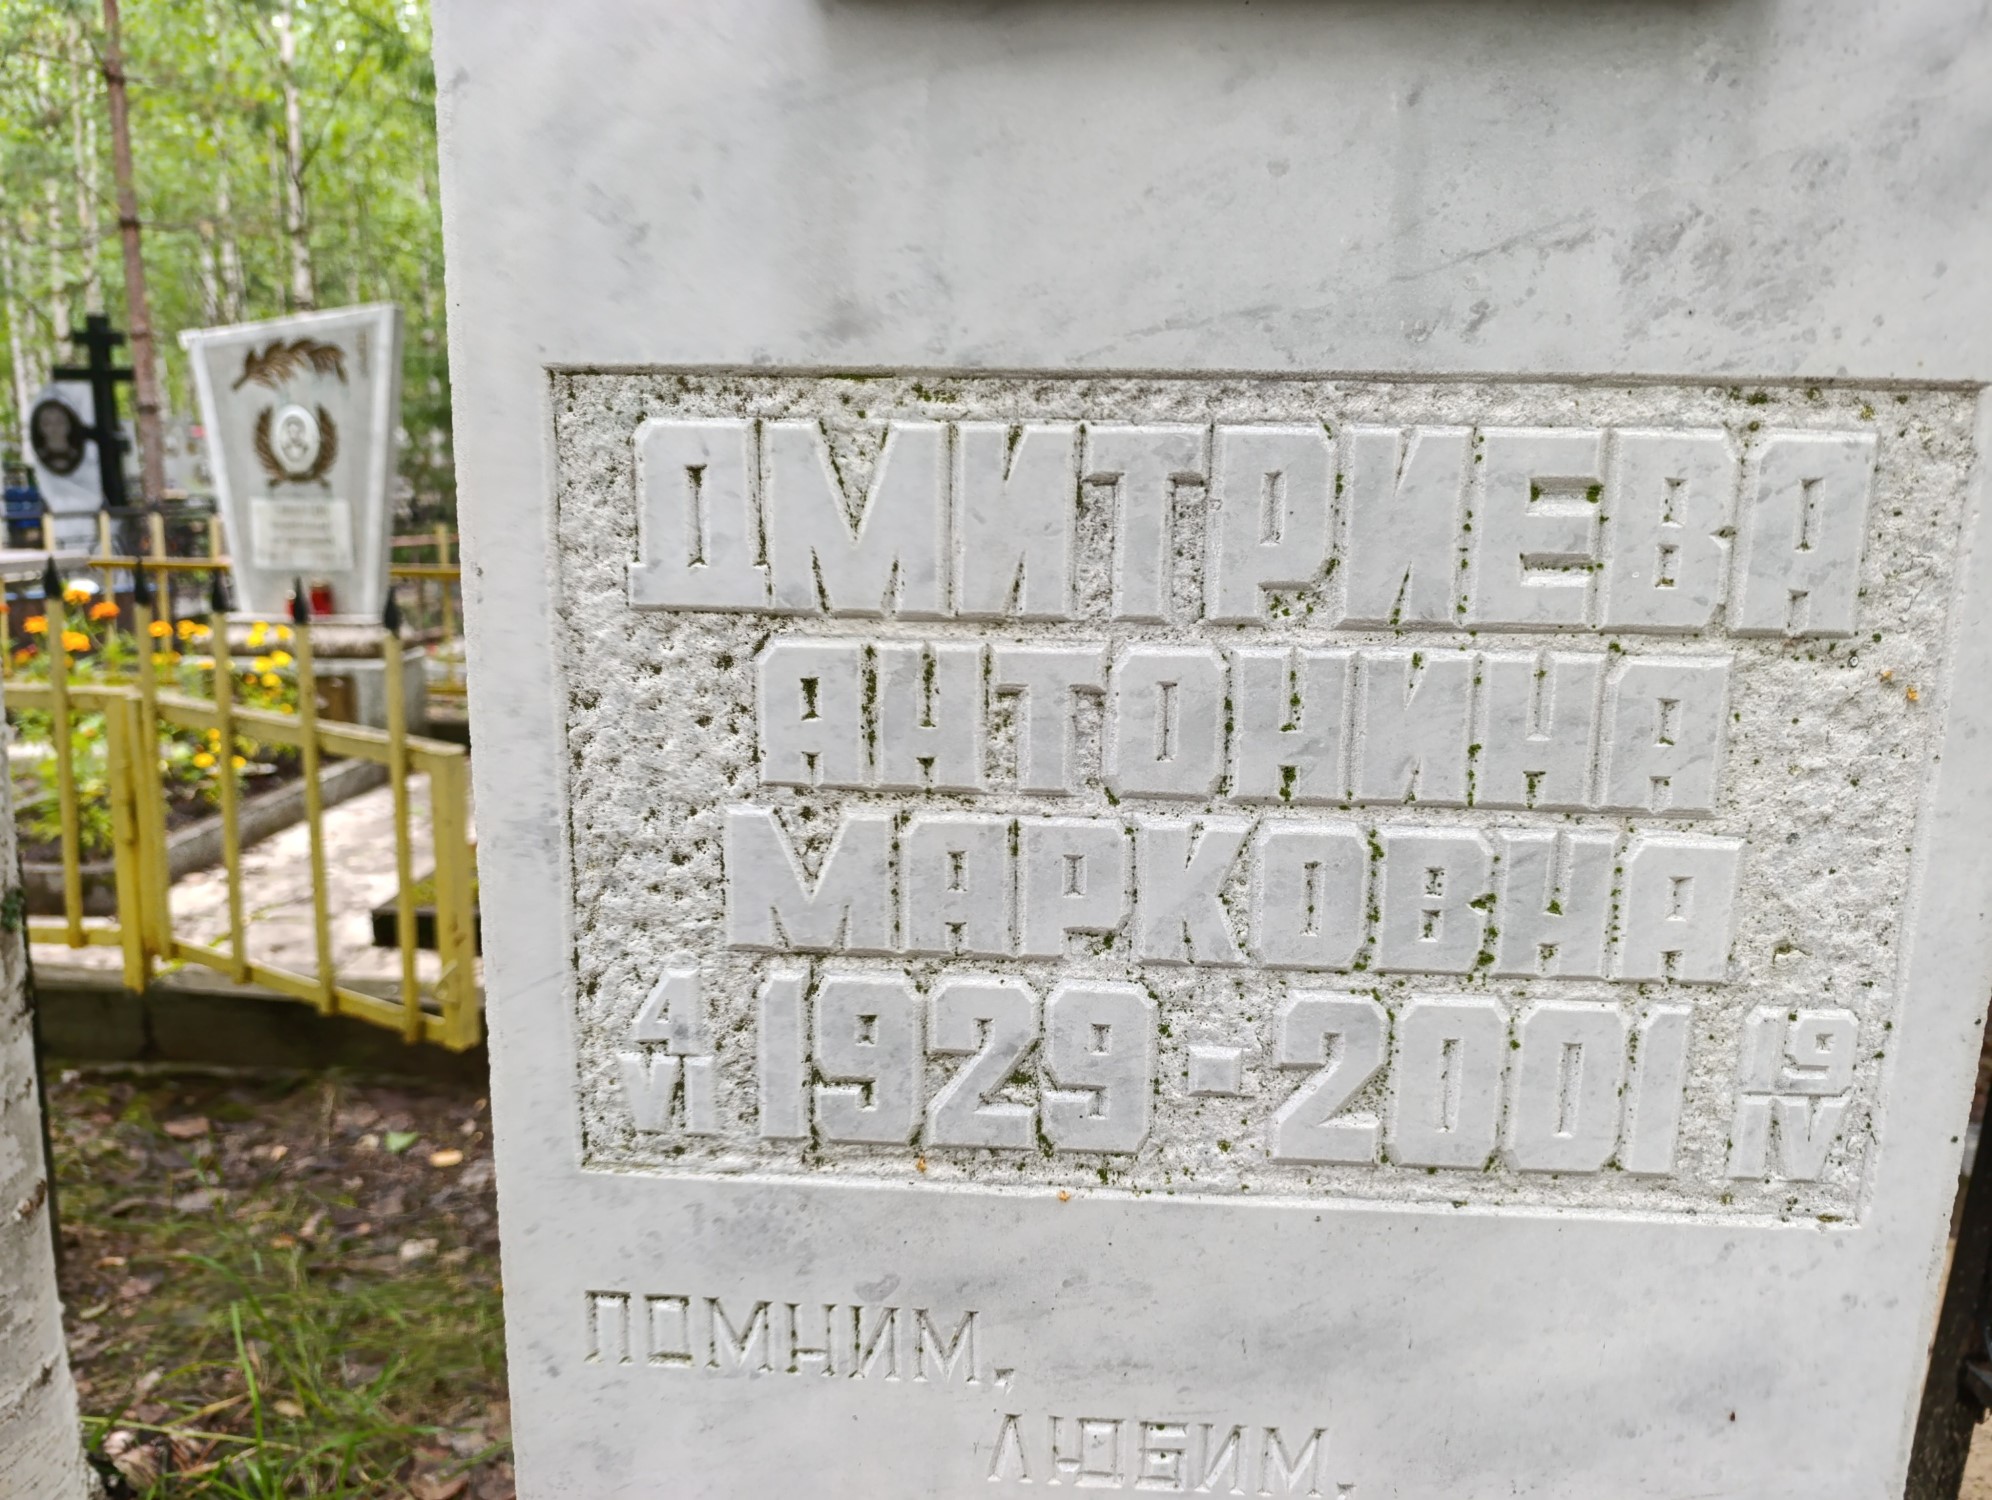 ДМИТРИЕВА
АНТОНИНА
МАРКОВНА
4 VI 1929-2001 19 IV
ПОМНИМ,
ЛЮБИМ,